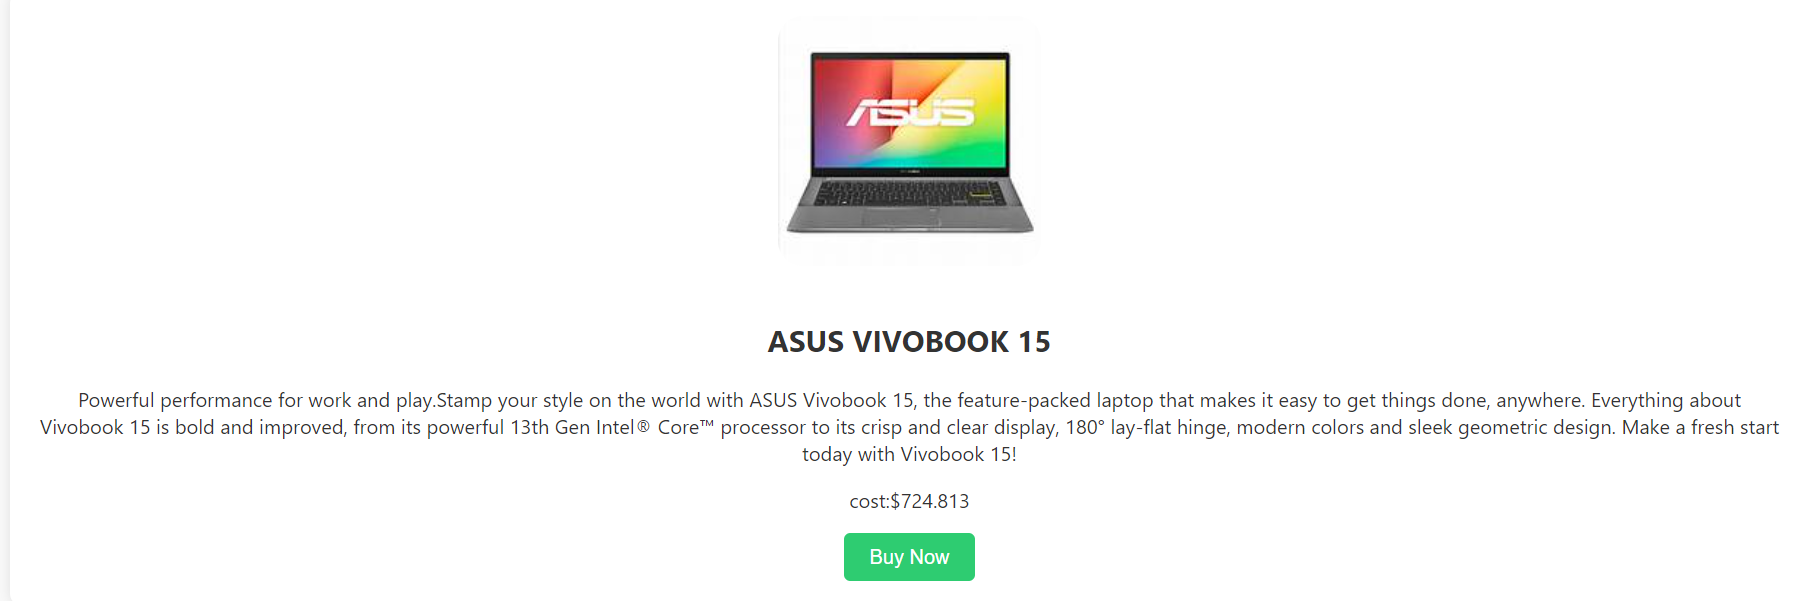 ASUS
ASUS VIVOBOOK 15
Powerful performance for work and play.Stamp your style on the world with ASUS Vivobook 15, the feature-packed laptop that makes it easy to get things done, anywhere. Everything about
Vivobook 15 is bold and improved, from its powerful 13th Gen Intel® Core™ processor to its crisp and clear display, 180° lay-flat hinge, modern colors and sleek geometric design. Make a fresh start
today with Vivobook 15!
cost:$724.813
Buy Now